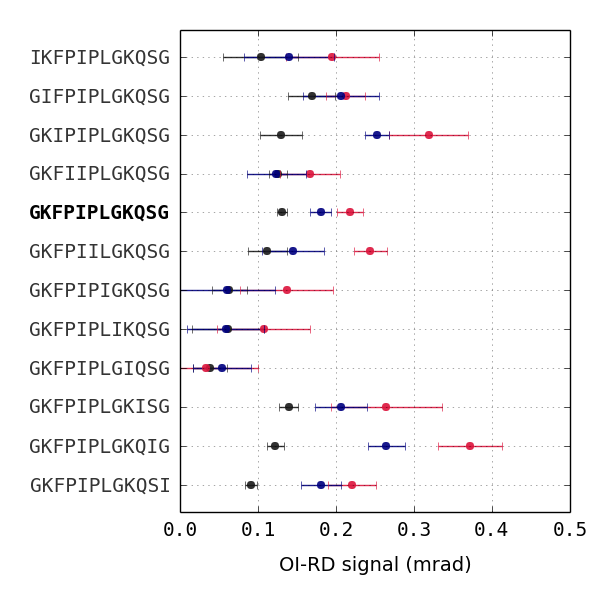 IKFPIPLGKQSG
GIFPIPLGKQSG
GKIPIPLGKQSG
GKFIIPLGKQSG
GKFPIPLGKQSG
GKFPIILGKQSG
GKFPIPIGKQSG
GKFPIPLIKQSG
GKFPIPLGIQSG
GKFPIPLGKISG
GKFPIPLGKQIG
GKFPIPLGKQSI
0.0 0.1 0.2 0.3 0.4 0.5
OI-RD signal (mrad)